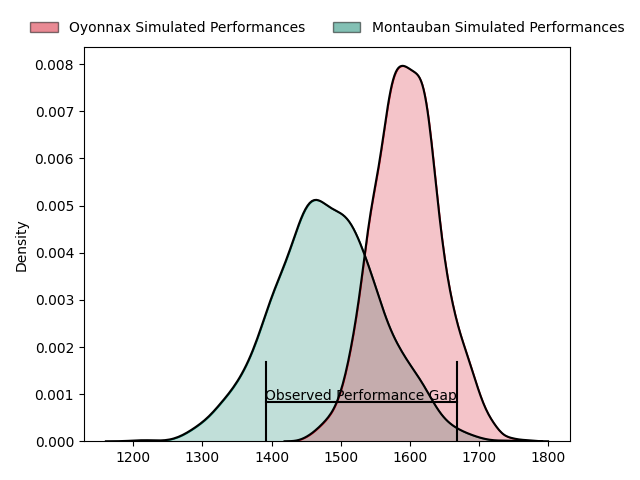 Oyonnax Simulated Performances
Montauban Simulated Performances
0.008
0.007
0.006
0.005
0.004
0.003
0.002
0.001
0.000
Density
Observed Performance Gap
1200 1300 1400 1500 1600 1700 1800